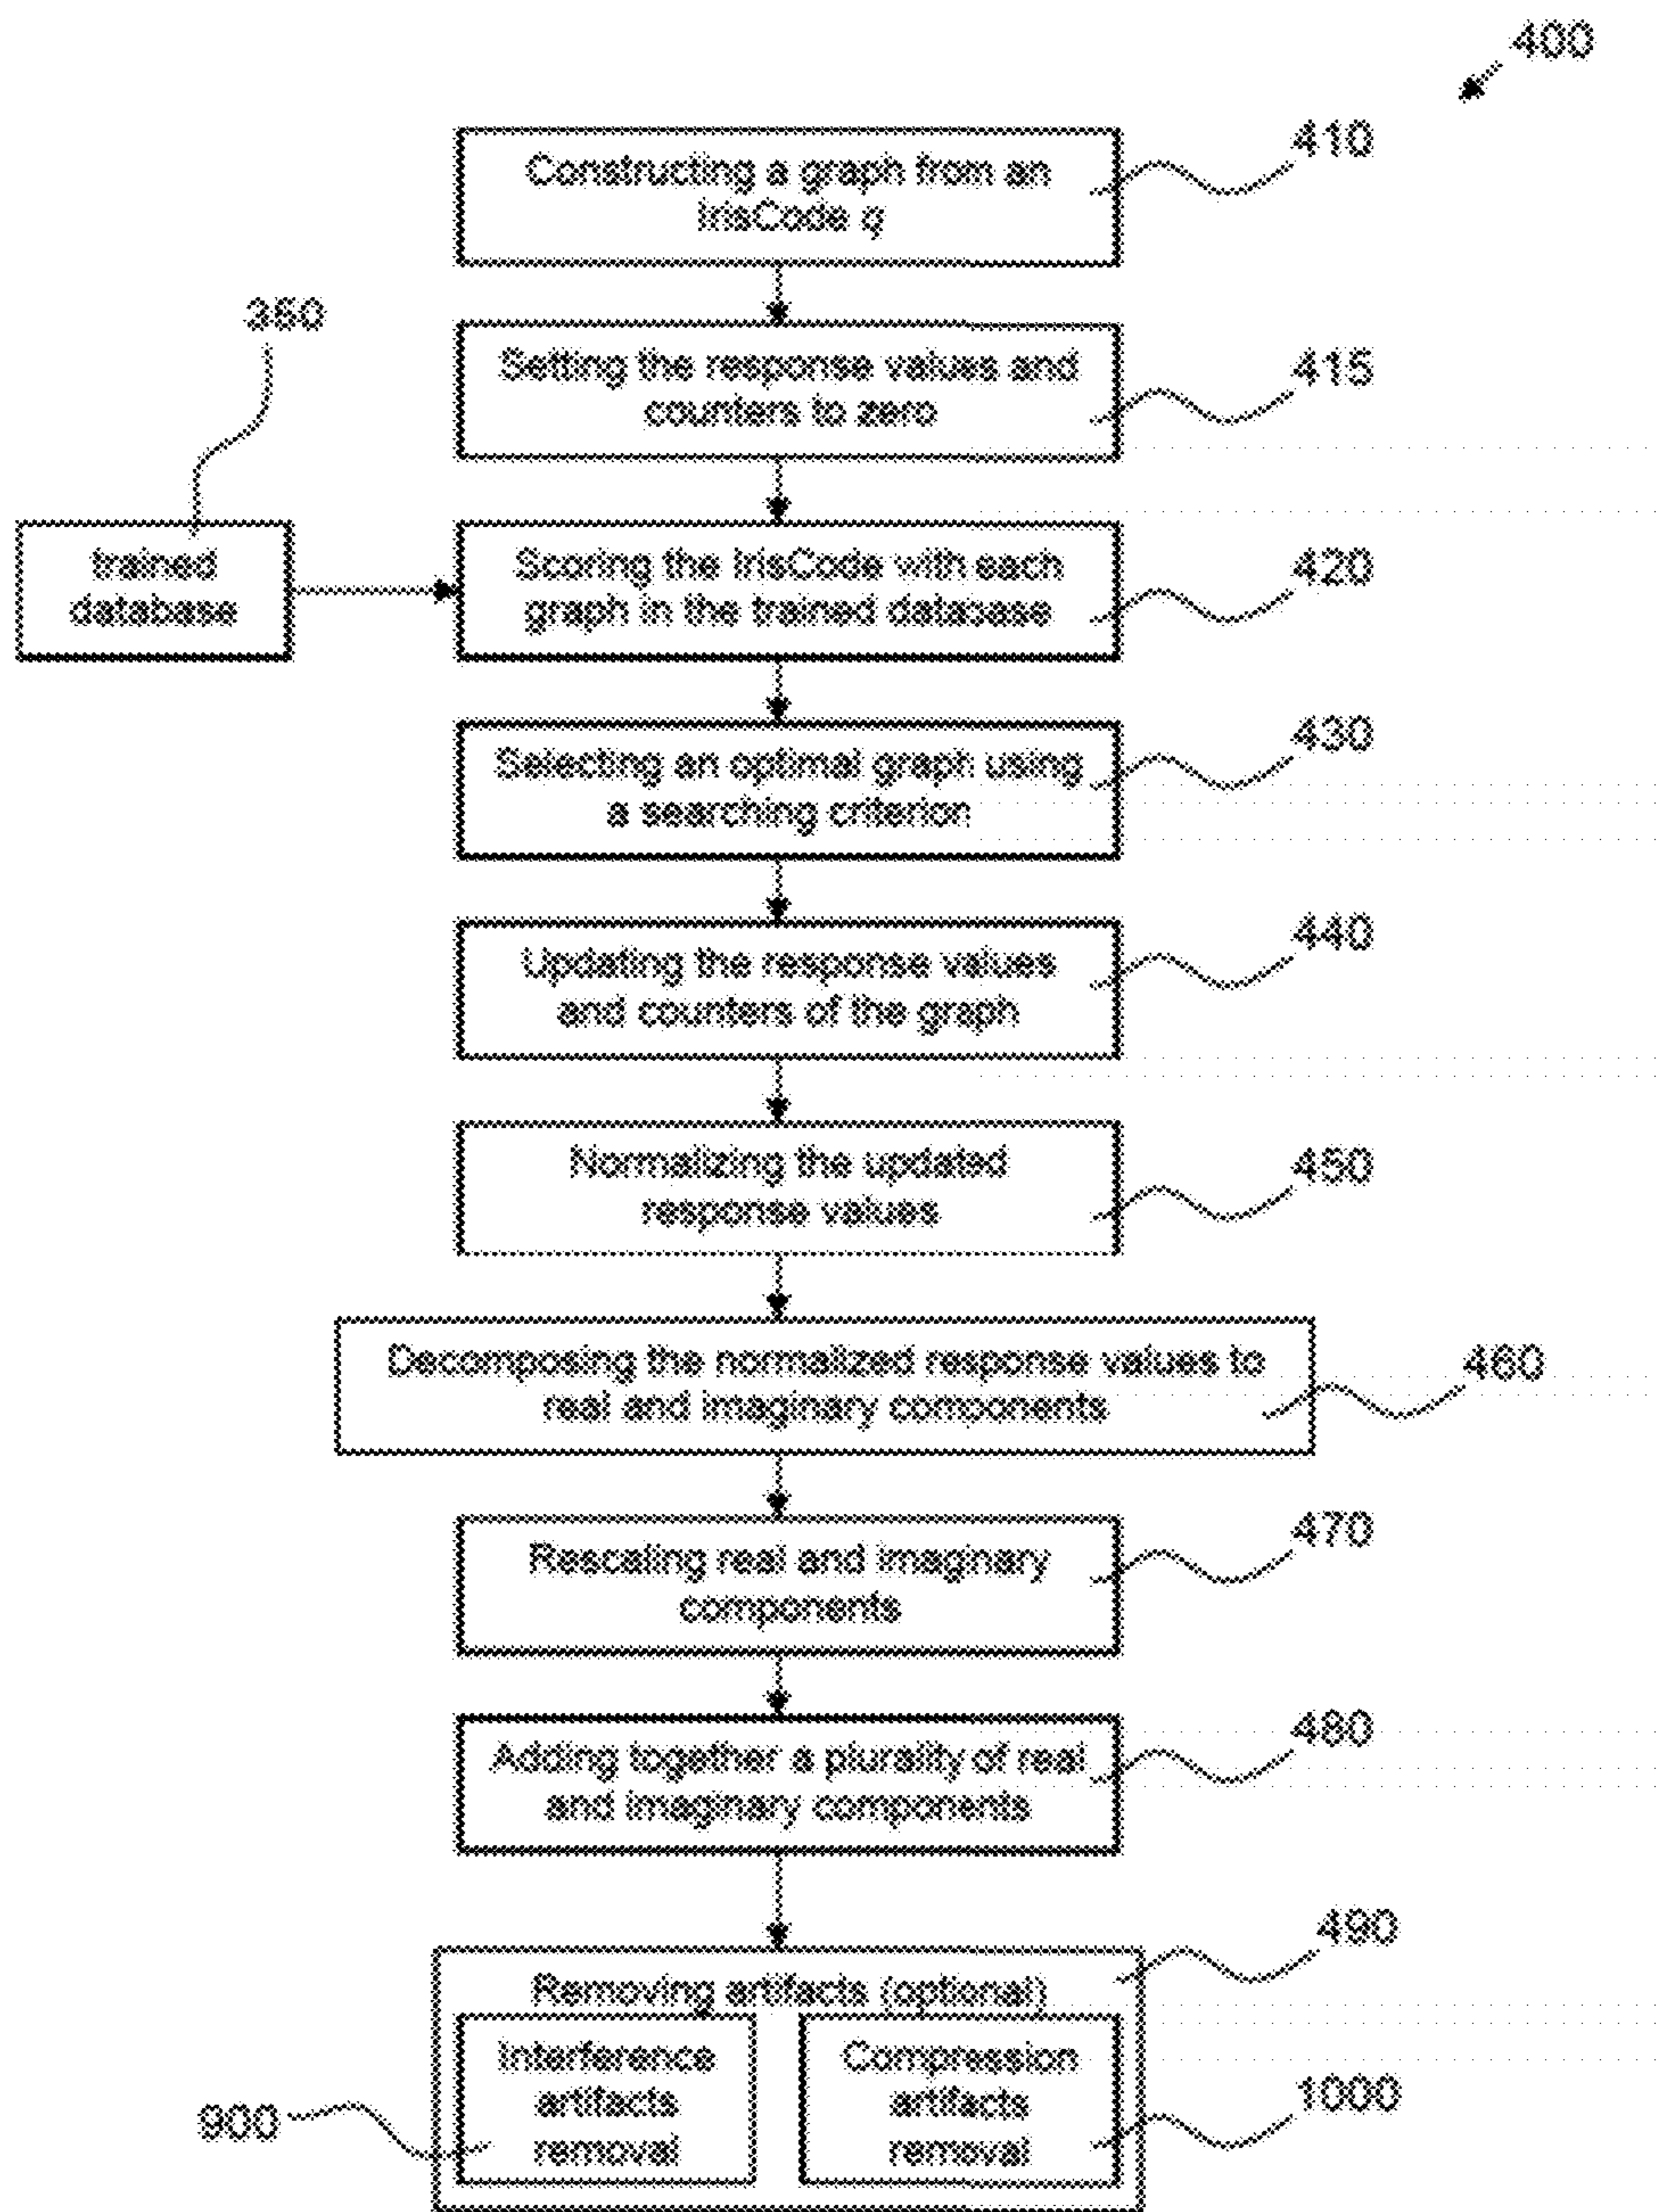 400
Constructing a graph from an
IrisCode q
410
Setting the response values and
counters to zero
415
350
trained
database
Scoring the IrisCode with each
graph in the trained database
420
Selecting an optimal graph using
a searching criterion
430
Updating the response values
and counters of the graph
440
Normalizing the updated
response values
450
Decomposing the normalized response values to
real and imaginary components
460
Rescaling real and imaginary
components
470
Adding together a plurality of real
and imaginary components
480
Removing artifacts (optional)
490
Interference
artifacts
removal
900
Compression
artifacts
removal
1000